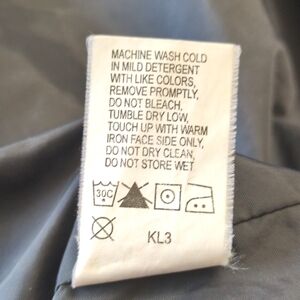 MACHINE WASH COLD
IN MILD DETERGENT
WITH LIKE COLORS,
REMOVE PROMPTLY,
DO NOT BLEACH,
TUMBLE DRY LOW,
TOUCH UP WITH WARM
IRON FACE SIDE ONLY,
DO NOT DRY CLEAN,
DO NOT STORE WET
30C
KL3